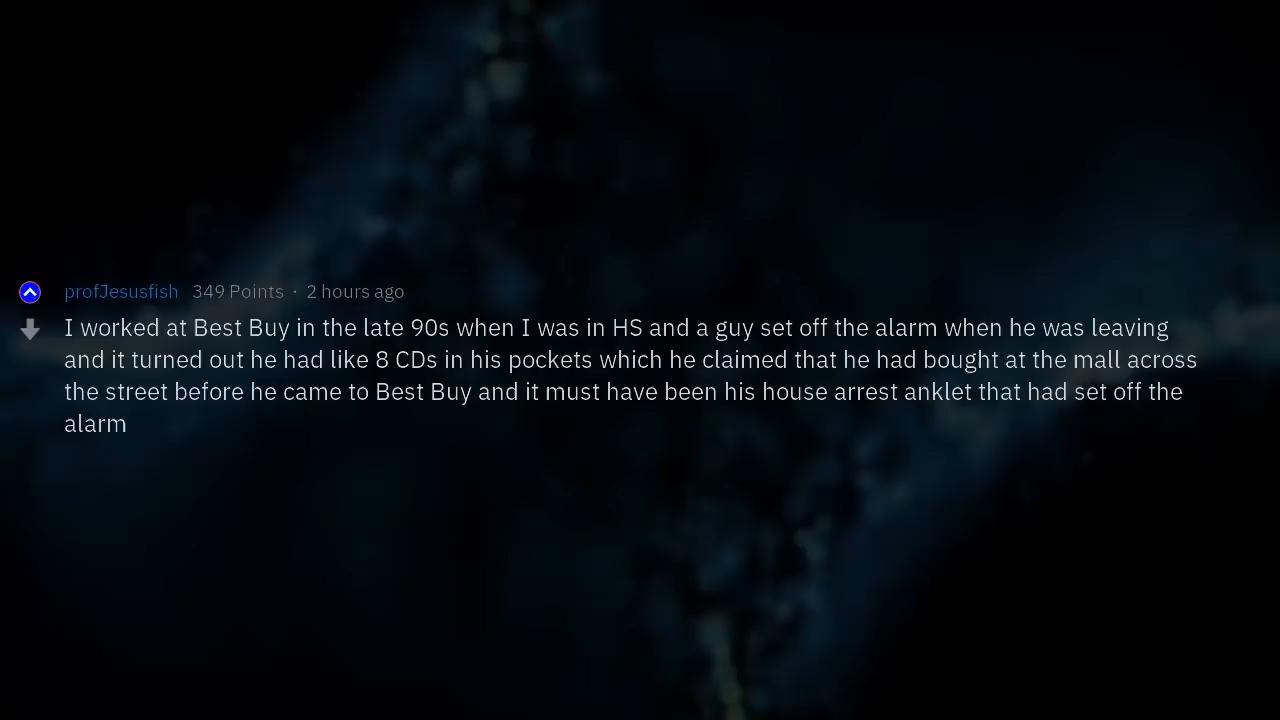 profJesusfish 349 Points · 2 hours ago
I worked at Best Buy in the late 90s when I was in HS and a guy set off the alarm when he was leaving
and it turned out he had like 8 CDs in his pockets which he claimed that he had bought at the mall across
the street before he came to Best Buy and it must have been his house arrest anklet that had set off the
alarm